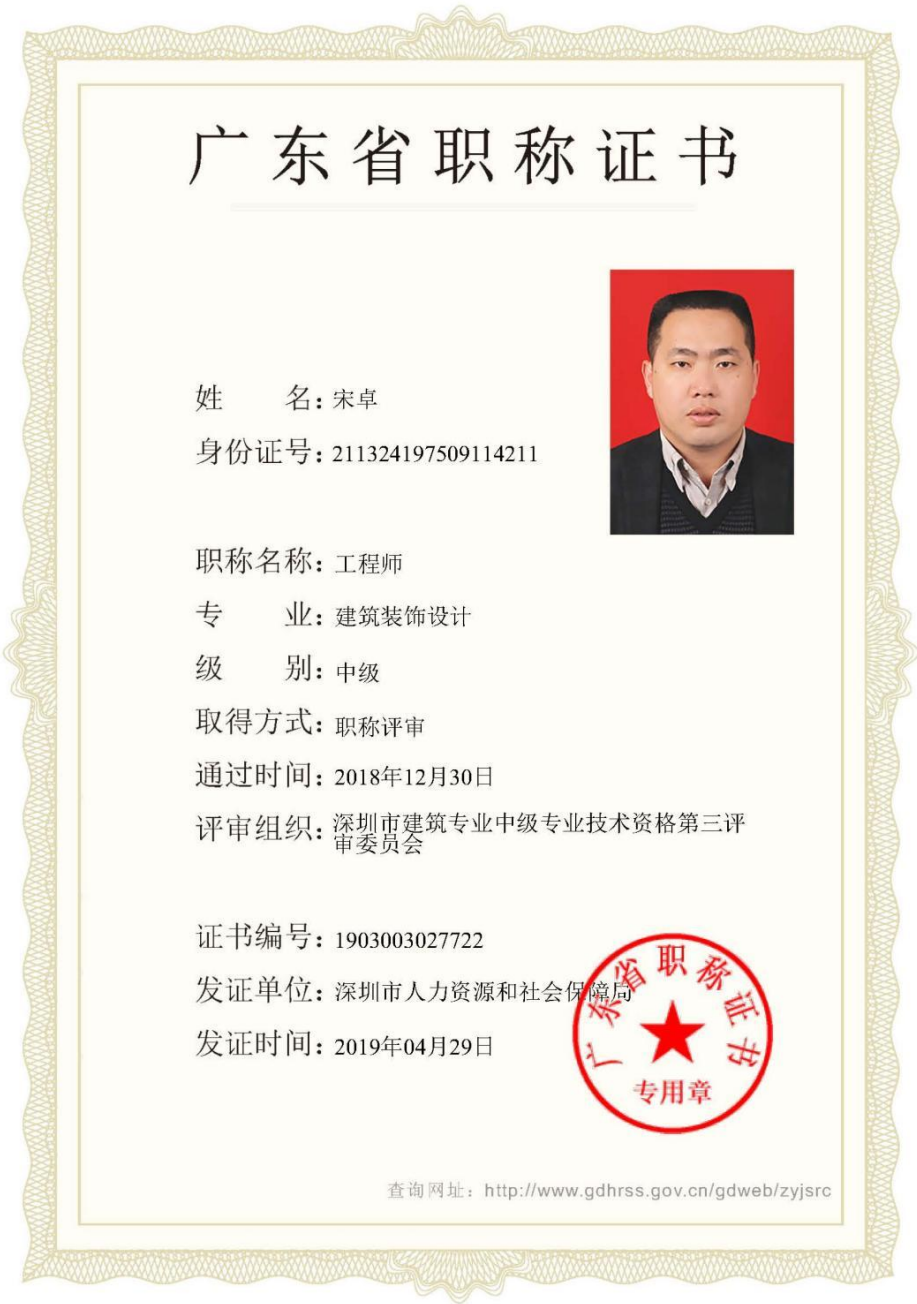 广东省职称证书
姓　　名：宋卓
身份证号：211324197509114211
职称名称：工程师
专　　业：建筑装饰设计
级　　别：中级
取得方式：职称评审
通过时间：2018年12月30日
评审组织：深圳市建筑专业中级专业技术资格第三评
审委员会
证书编号：1903003027722
发证单位：深圳市人力资源和社会保障局
发证时间：2019年04月29日
广东省职称证书
专用章
查询网址：http://www.gdhrss.gov.cn/gdweb/zyjsrc